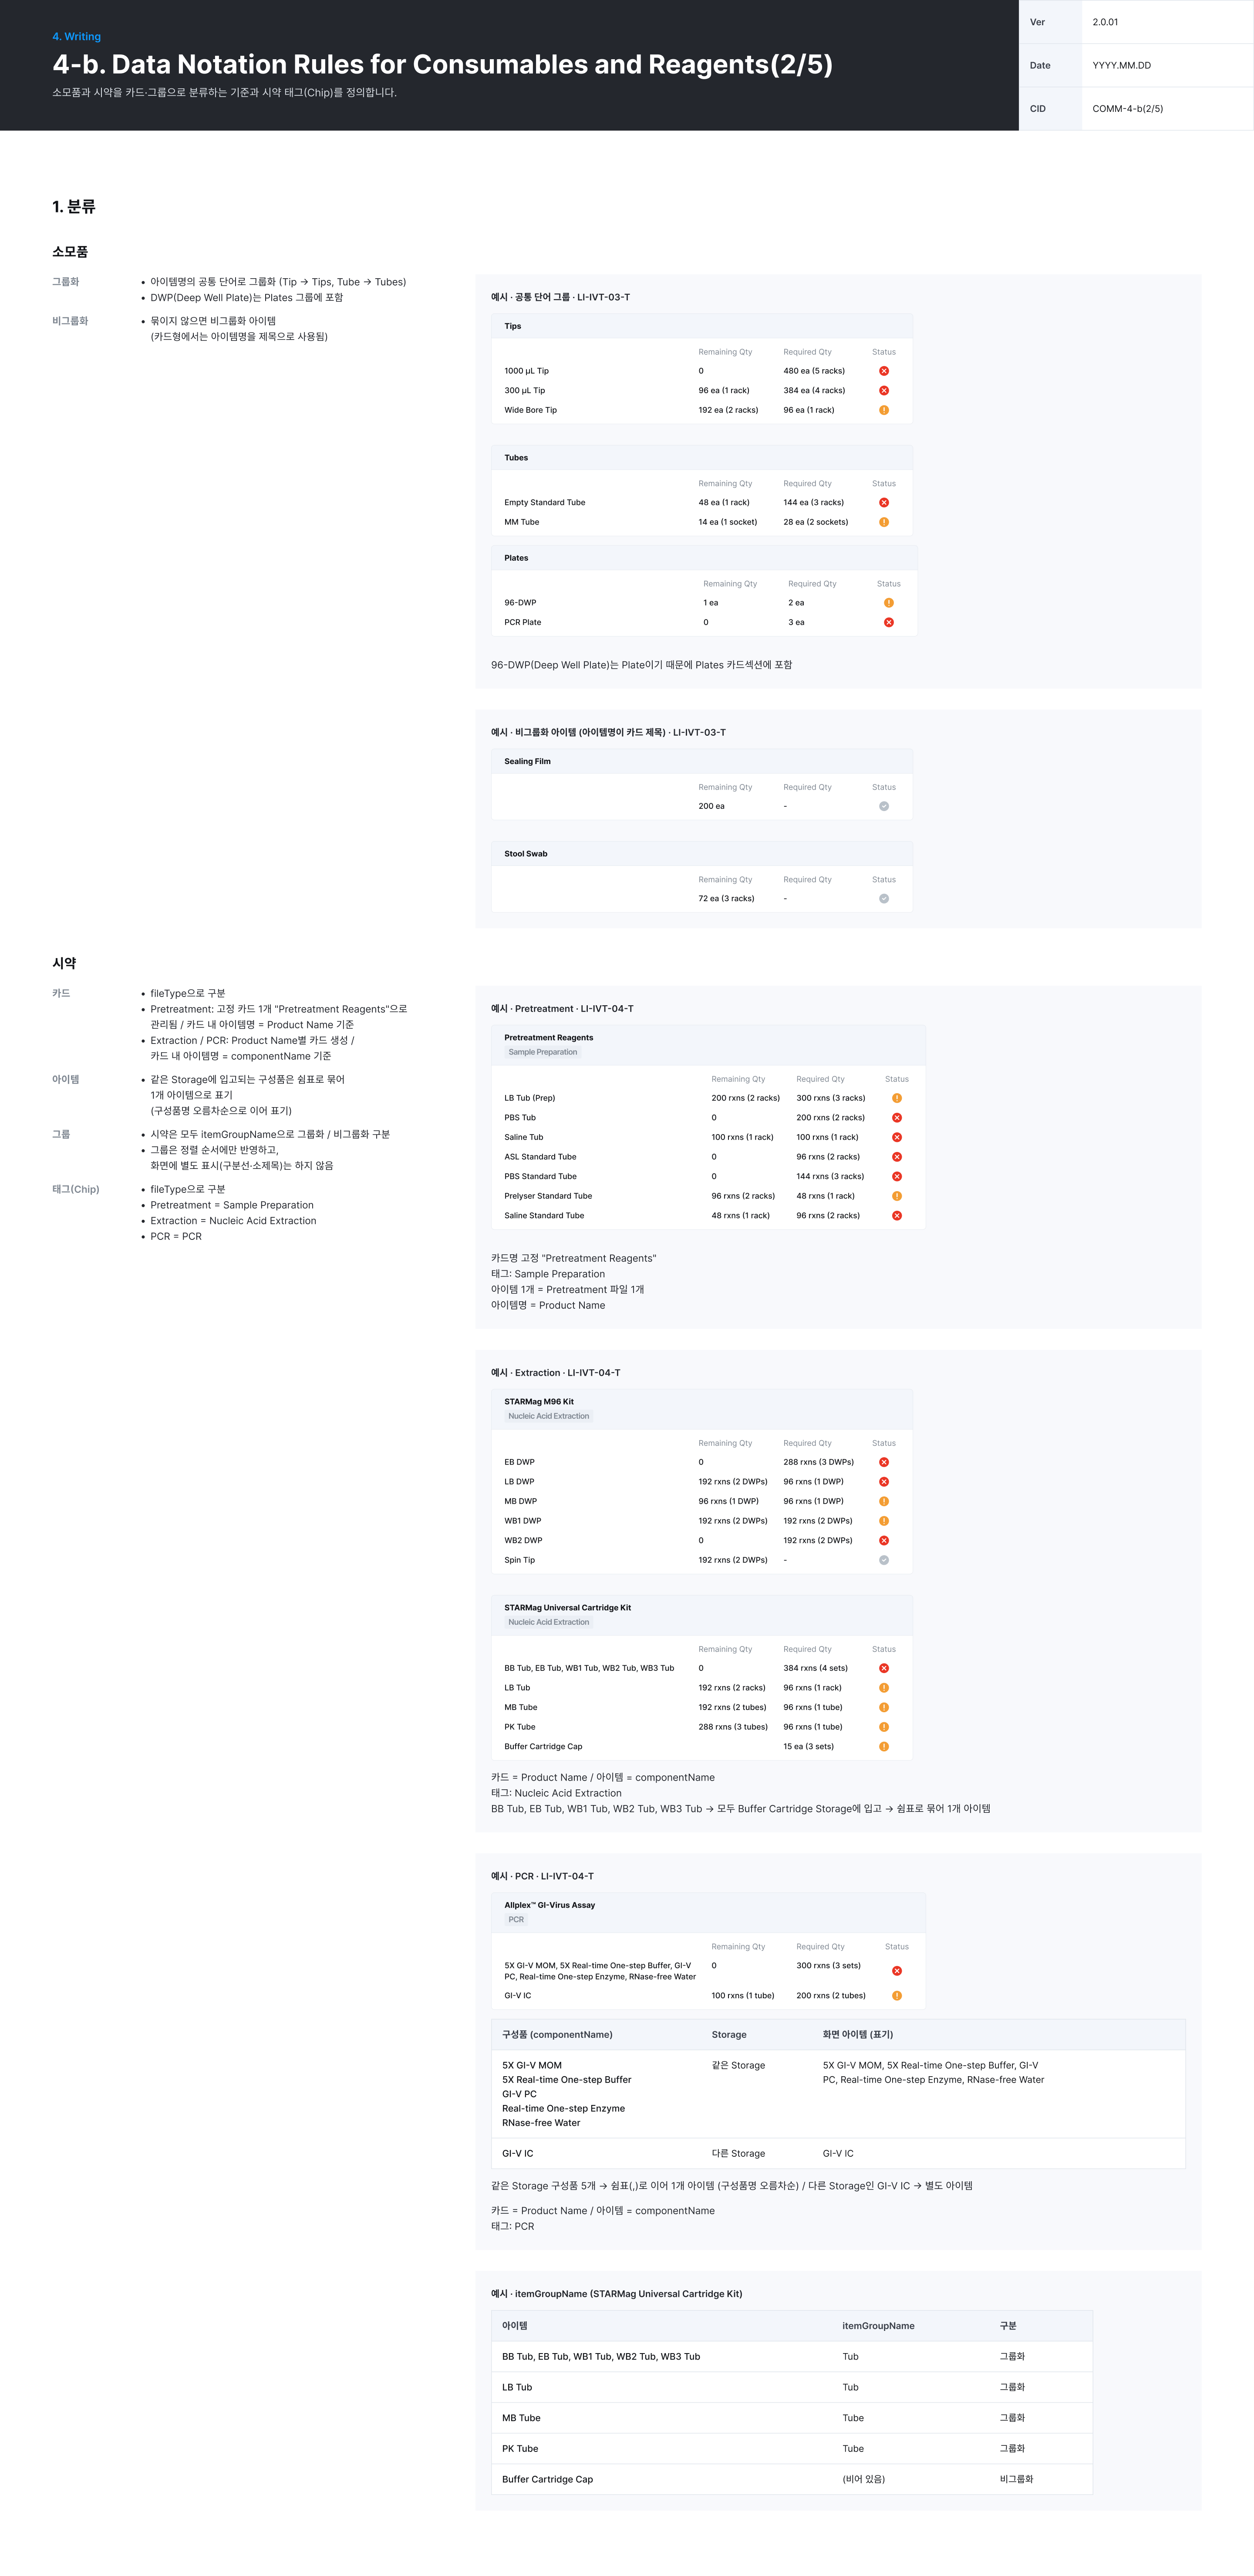 4. Writing
4-b. Data Notation Rules for Consumables and Reagents(2/5)
소모품과 시약을 카드·그룹으로 분류하는 기준과 시약 태그(Chip)를 정의합니다.
Ver 2.0.01
Date YYYY.MM.DD
CID COMM-4-b(2/5)
1. 분류
소모품
그룹화
• 아이템명의 공통 단어로 그룹화 (Tip → Tips, Tube → Tubes)
• DWP(Deep Well Plate)는 Plates 그룹에 포함
비그룹화
• 묶이지 않으면 비그룹화 아이템
(카드형에서는 아이템명을 제목으로 사용됨)
예시 · 공통 단어 그룹 · LI-IVT-03-T
Tips
Remaining Qty Required Qty Status
1000 μL Tip 0 480 ea (5 racks)
300 μL Tip 96 ea (1 rack) 384 ea (4 racks)
Wide Bore Tip 192 ea (2 racks) 96 ea (1 rack)
Tubes
Remaining Qty Required Qty Status
Empty Standard Tube 48 ea (1 rack) 144 ea (3 racks)
MM Tube 14 ea (1 socket) 28 ea (2 sockets)
Plates
Remaining Qty Required Qty Status
96-DWP 1 ea 2 ea
PCR Plate 0 3 ea
96-DWP(Deep Well Plate)는 Plate이기 때문에 Plates 카드섹션에 포함
예시 · 비그룹화 아이템 (아이템명이 카드 제목) · LI-IVT-03-T
Sealing Film
Remaining Qty Required Qty Status
200 ea -
Stool Swab
Remaining Qty Required Qty Status
72 ea (3 racks) -
시약
카드
• fileType으로 구분
• Pretreatment: 고정 카드 1개 "Pretreatment Reagents"으로
관리됨 / 카드 내 아이템명 = Product Name 기준
• Extraction / PCR: Product Name별 카드 생성 /
카드 내 아이템명 = componentName 기준
아이템
• 같은 Storage에 입고되는 구성품은 쉼표로 묶어
1개 아이템으로 표기
(구성품명 오름차순으로 이어 표기)
그룹
• 시약은 모두 itemGroupName으로 그룹화 / 비그룹화 구분
• 그룹은 정렬 순서에만 반영하고,
화면에 별도 표시(구분선·소제목)는 하지 않음
태그(Chip)
• fileType으로 구분
• Pretreatment = Sample Preparation
• Extraction = Nucleic Acid Extraction
• PCR = PCR
예시 · Pretreatment · LI-IVT-04-T
Pretreatment Reagents
Sample Preparation
Remaining Qty Required Qty Status
LB Tub (Prep) 200 rxns (2 racks) 300 rxns (3 racks)
PBS Tub 0 200 rxns (2 racks)
Saline Tub 100 rxns (1 rack) 100 rxns (1 rack)
ASL Standard Tube 0 96 rxns (2 racks)
PBS Standard Tube 0 144 rxns (3 racks)
Prelyser Standard Tube 96 rxns (2 racks) 48 rxns (1 rack)
Saline Standard Tube 48 rxns (1 rack) 96 rxns (2 racks)
카드명 고정 "Pretreatment Reagents"
태그: Sample Preparation
아이템 1개 = Pretreatment 파일 1개
아이템명 = Product Name
예시 · Extraction · LI-IVT-04-T
STARMag M96 Kit
Nucleic Acid Extraction
Remaining Qty Required Qty Status
EB DWP 0 288 rxns (3 DWPs)
LB DWP 192 rxns (2 DWPs) 96 rxns (1 DWP)
MB DWP 96 rxns (1 DWP) 96 rxns (1 DWP)
WB1 DWP 192 rxns (2 DWPs) 192 rxns (2 DWPs)
WB2 DWP 0 192 rxns (2 DWPs)
Spin Tip 192 rxns (2 DWPs) -
STARMag Universal Cartridge Kit
Nucleic Acid Extraction
Remaining Qty Required Qty Status
BB Tub, EB Tub, WB1 Tub, WB2 Tub, WB3 Tub 0 384 rxns (4 sets)
LB Tub 192 rxns (2 racks) 96 rxns (1 rack)
MB Tube 192 rxns (2 tubes) 96 rxns (1 tube)
PK Tube 288 rxns (3 tubes) 96 rxns (1 tube)
Buffer Cartridge Cap 15 ea (3 sets)
카드 = Product Name / 아이템 = componentName
태그: Nucleic Acid Extraction
BB Tub, EB Tub, WB1 Tub, WB2 Tub, WB3 Tub → 모두 Buffer Cartridge Storage에 입고 → 쉼표로 묶어 1개 아이템
예시 · PCR · LI-IVT-04-T
Allplex™ GI-Virus Assay
PCR
Remaining Qty Required Qty Status
5X GI-V MOM, 5X Real-time One-step Buffer, GI-V
PC, Real-time One-step Enzyme, RNase-free Water 0 300 rxns (3 sets)
GI-V IC 100 rxns (1 tube) 200 rxns (2 tubes)
구성품 (componentName) Storage 화면 아이템 (표기)
5X GI-V MOM 같은 Storage 5X GI-V MOM, 5X Real-time One-step Buffer, GI-V
5X Real-time One-step Buffer PC, Real-time One-step Enzyme, RNase-free Water
GI-V PC
Real-time One-step Enzyme
RNase-free Water
GI-V IC 다른 Storage GI-V IC
같은 Storage 구성품 5개 → 쉼표(,)로 이어 1개 아이템 (구성품명 오름차순) / 다른 Storage인 GI-V IC → 별도 아이템
카드 = Product Name / 아이템 = componentName
태그: PCR
예시 · itemGroupName (STARMag Universal Cartridge Kit)
아이템 itemGroupName 구분
BB Tub, EB Tub, WB1 Tub, WB2 Tub, WB3 Tub Tub 그룹화
LB Tub Tub 그룹화
MB Tube Tube 그룹화
PK Tube Tube 그룹화
Buffer Cartridge Cap (비어 있음) 비그룹화